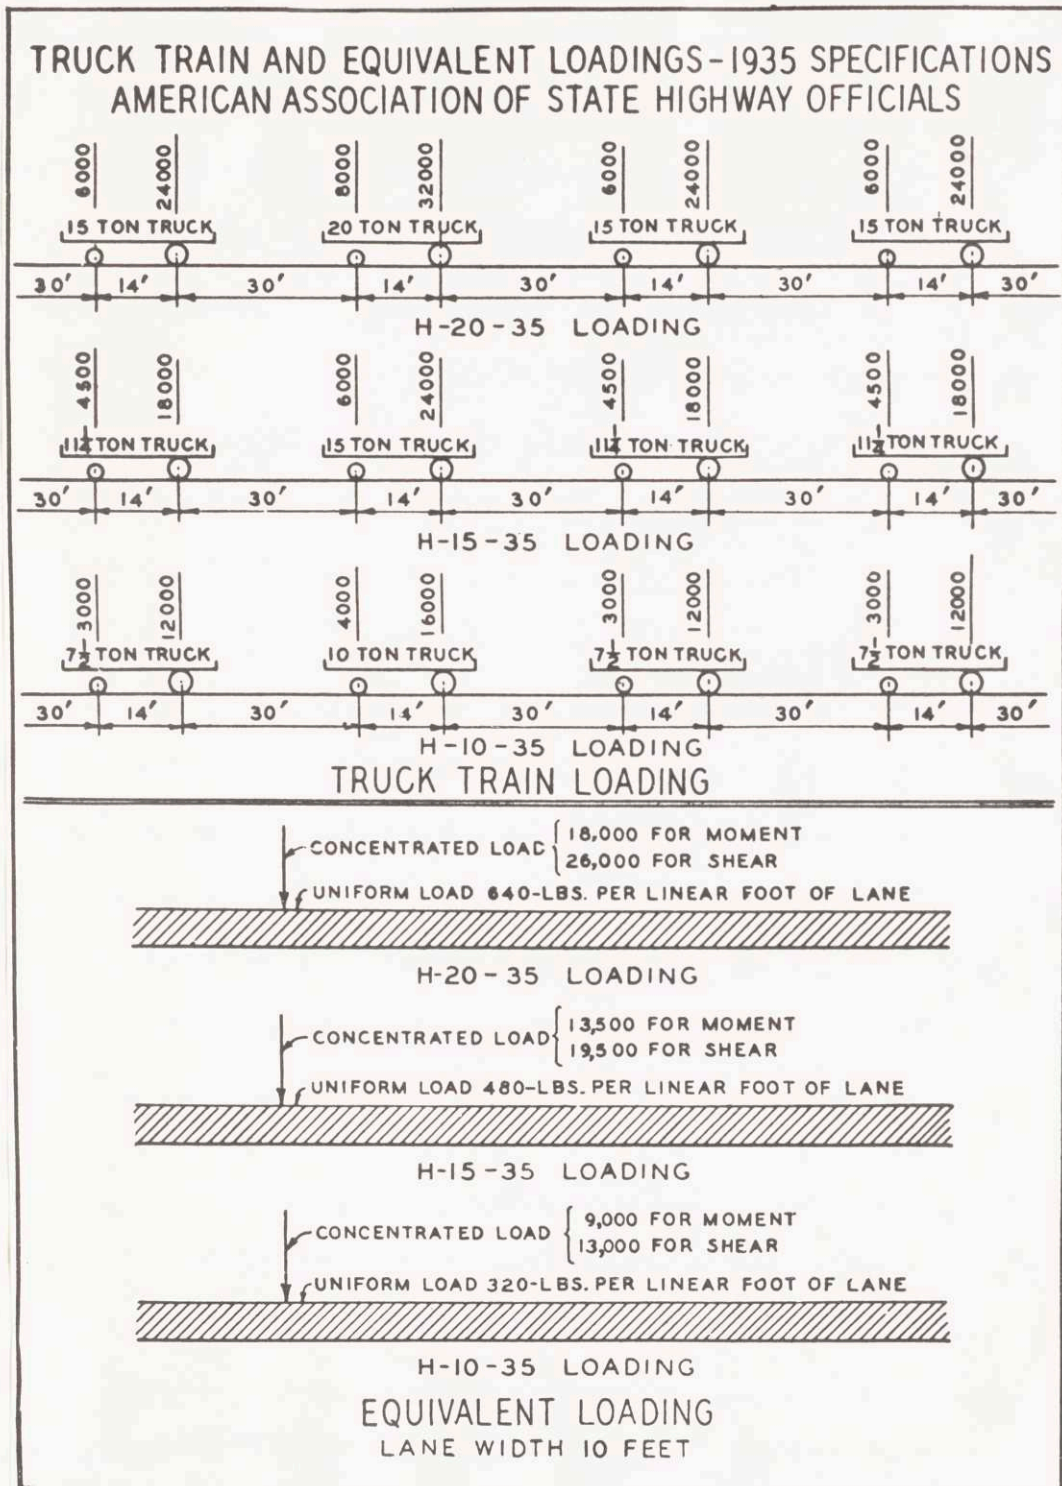 TRUCK TRAIN AND EQUIVALENT LOADINGS-1935 SPECIFICATIONS
AMERICAN ASSOCIATION OF STATE HIGHWAY OFFICIALS
6000 24000 8000 32000 6000 24000 6000 24000
15 TON TRUCK 20 TON TRUCK 15 TON TRUCK 15 TON TRUCK
30' 14' 30' 14' 30' 14' 30' 14' 30'
H-20-35 LOADING
4500 18000 6000 24000 4500 18000 4500 18000
11¼ TON TRUCK 15 TON TRUCK 11¼ TON TRUCK 11¼ TON TRUCK
30' 14' 30' 14' 30' 14' 30' 14' 30'
H-15-35 LOADING
3000 12000 4000 16000 3000 12000 3000 12000
7½ TON TRUCK 10 TON TRUCK 7½ TON TRUCK 7½ TON TRUCK
30' 14' 30' 14' 30' 14' 30' 14' 30'
H-10-35 LOADING
TRUCK TRAIN LOADING
CONCENTRATED LOAD 18,000 FOR MOMENT
26,000 FOR SHEAR
UNIFORM LOAD 640-LBS. PER LINEAR FOOT OF LANE
H-20-35 LOADING
CONCENTRATED LOAD 13,500 FOR MOMENT
19,500 FOR SHEAR
UNIFORM LOAD 480-LBS. PER LINEAR FOOT OF LANE
H-15-35 LOADING
CONCENTRATED LOAD 9,000 FOR MOMENT
13,000 FOR SHEAR
UNIFORM LOAD 320-LBS. PER LINEAR FOOT OF LANE
H-10-35 LOADING
EQUIVALENT LOADING
LANE WIDTH 10 FEET